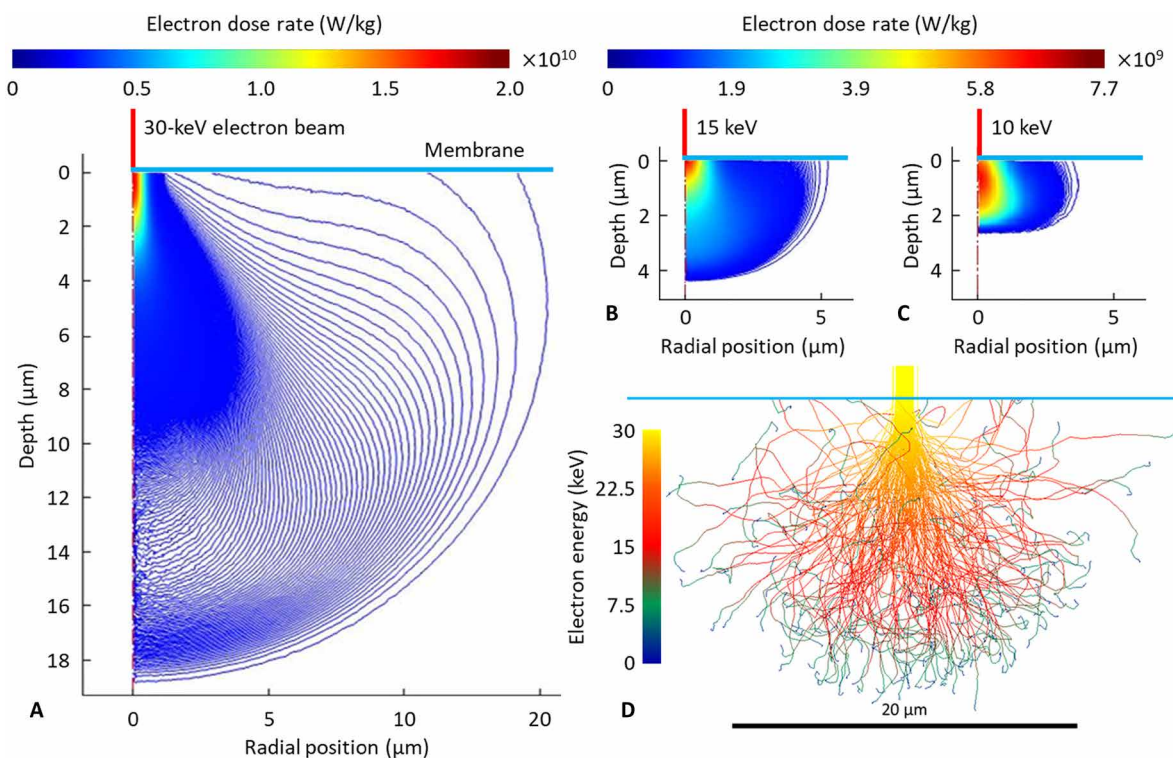 Electron dose rate (W/kg)
×10¹⁰
0 0.5 1.0 1.5 2.0
30-keV electron beam
Membrane
0
2
4
6
8
10
12
14
16
18
Depth (μm)
0 5 10 20
Radial position (μm)
A
Electron dose rate (W/kg)
×10⁹
0 1.9 3.9 5.8 7.7
15 keV
0
2
4
Depth (μm)
0 5
Radial position (μm)
B
10 keV
0
2
4
Depth (μm)
0 5
Radial position (μm)
C
30
22.5
15
7.5
0
Electron energy (keV)
D
20 μm